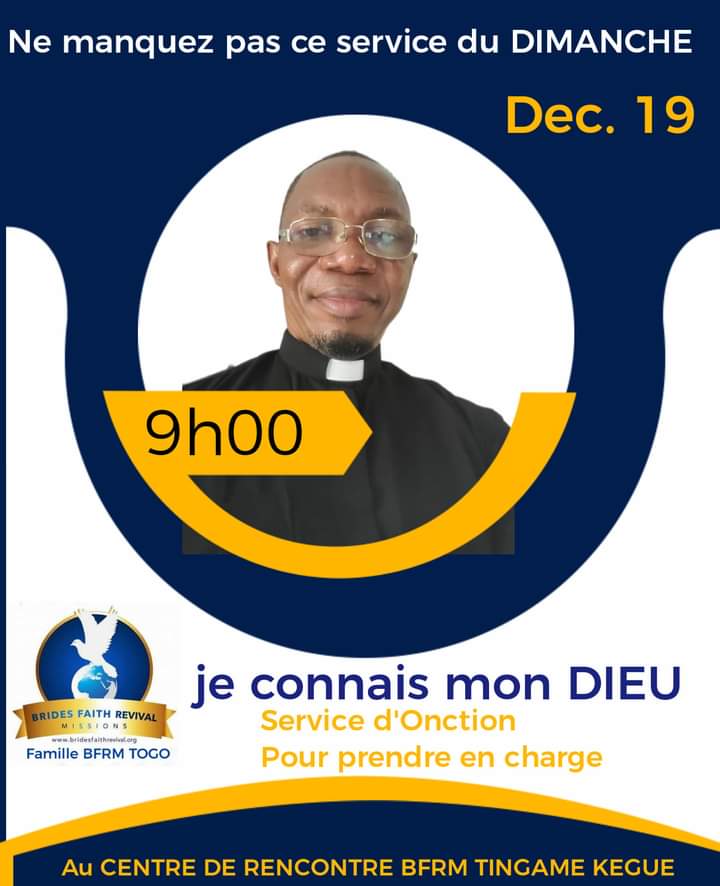 Ne manquez pas ce service du DIMANCHE
Dec. 19
9h00
BRIDES FAITH REVIVAL
MISSIONS
www.bridesfaithrevival.org
Famille BFRM TOGO
je connais mon DIEU
Service d'Onction
Pour prendre en charge
Au CENTRE DE RENCONTRE BFRM TINGAME KEGUE